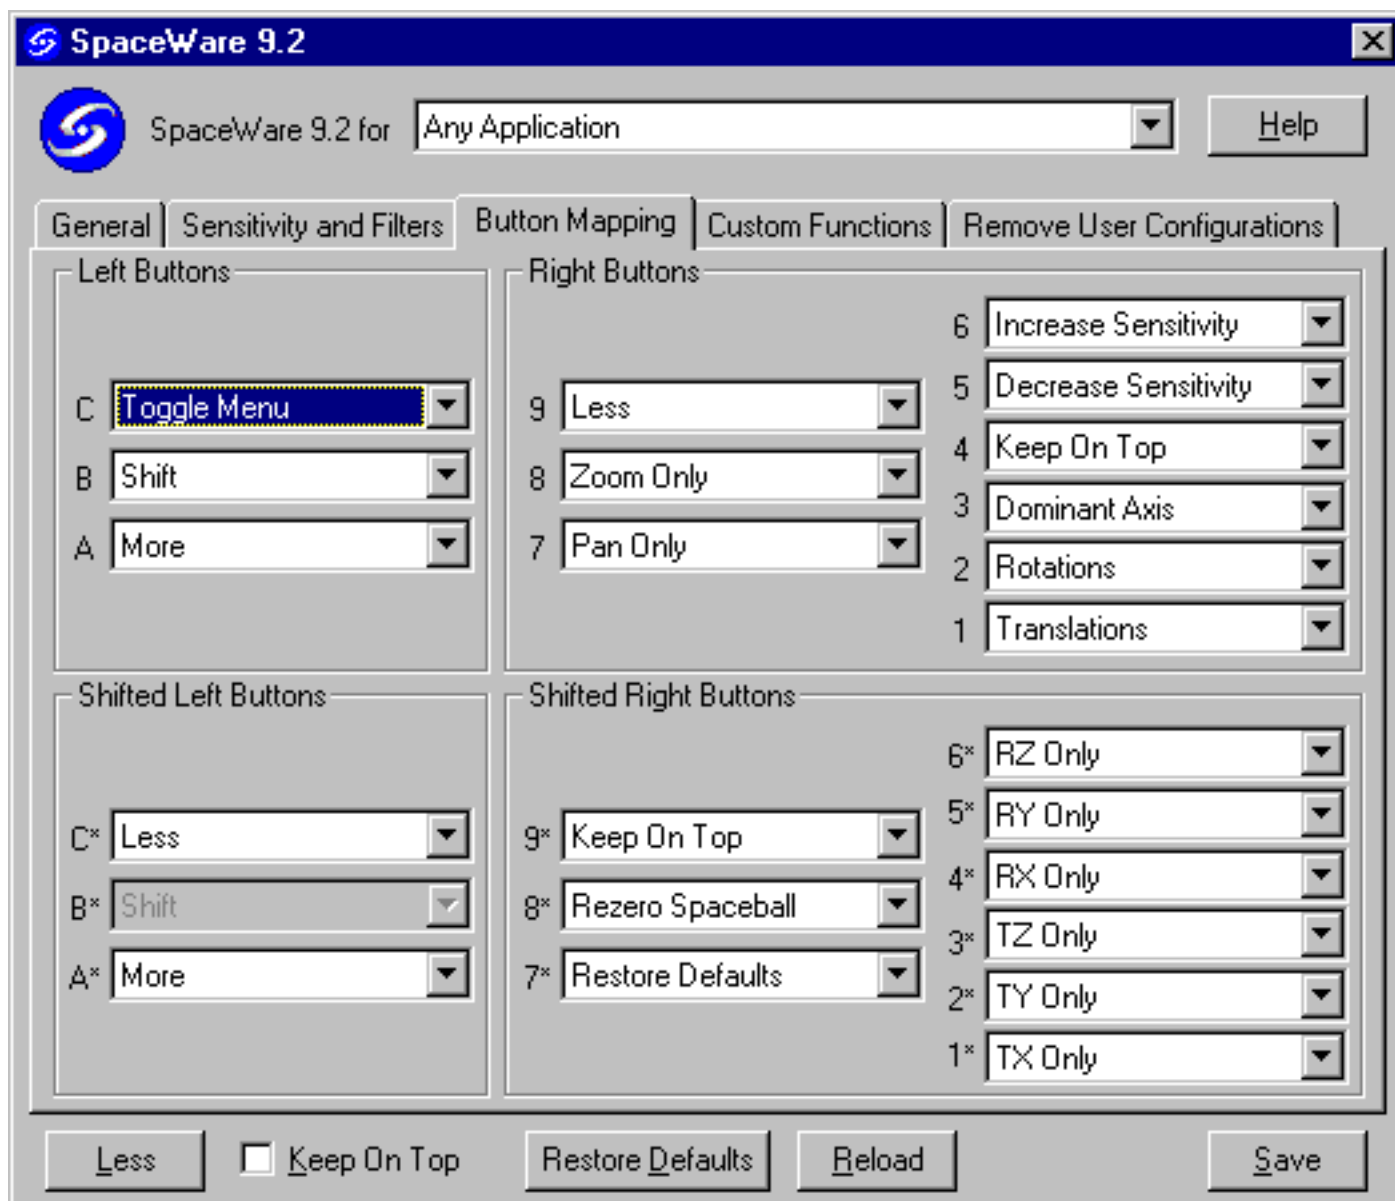 SpaceWare 9.2
SpaceWare 9.2 for Any Application Help
General Sensitivity and Filters Button Mapping Custom Functions Remove User Configurations
Left Buttons
C Toggle Menu
B Shift
A More
Right Buttons
9 Less
8 Zoom Only
7 Pan Only
6 Increase Sensitivity
5 Decrease Sensitivity
4 Keep On Top
3 Dominant Axis
2 Rotations
1 Translations
Shifted Left Buttons
C* Less
B* Shift
A* More
Shifted Right Buttons
9* Keep On Top
8* Rezero Spaceball
7* Restore Defaults
6* RZ Only
5* RY Only
4* RX Only
3* TZ Only
2* TY Only
1* TX Only
Less Keep On Top Restore Defaults Reload Save